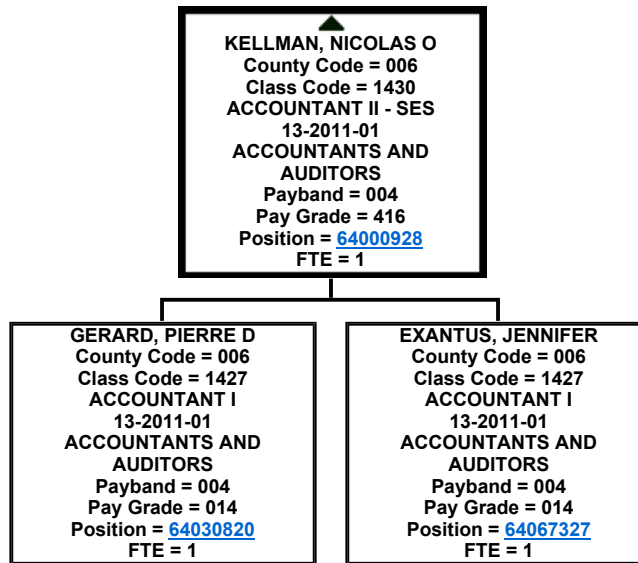 KELLMAN, NICOLAS O
County Code = 006
Class Code = 1430
ACCOUNTANT II - SES
13-2011-01
ACCOUNTANTS AND
AUDITORS
Payband = 004
Pay Grade = 416
Position = 64000928
FTE = 1
GERARD, PIERRE D
County Code = 006
Class Code = 1427
ACCOUNTANT I
13-2011-01
ACCOUNTANTS AND
AUDITORS
Payband = 004
Pay Grade = 014
Position = 64030820
FTE = 1
EXANTUS, JENNIFER
County Code = 006
Class Code = 1427
ACCOUNTANT I
13-2011-01
ACCOUNTANTS AND
AUDITORS
Payband = 004
Pay Grade = 014
Position = 64067327
FTE = 1